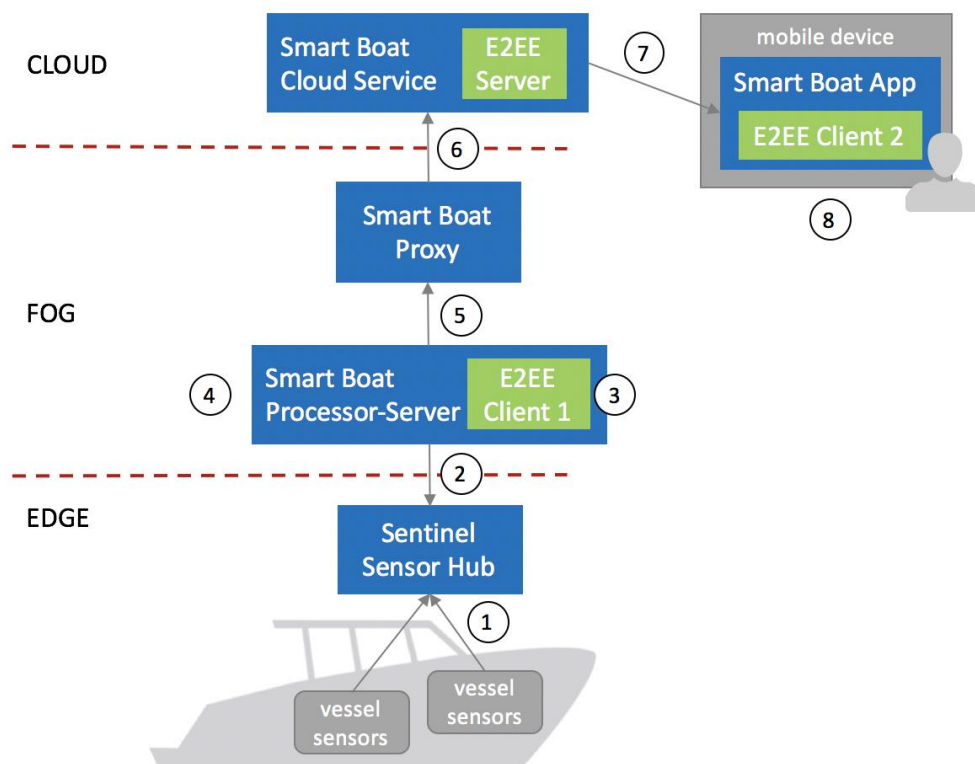 CLOUD
Smart Boat
Cloud Service
E2EE
Server
7
mobile device
Smart Boat App
E2EE Client 2
8
6
Smart Boat
Proxy
FOG
5
4
Smart Boat
Processor-Server
E2EE
Client 1
3
2
EDGE
Sentinel
Sensor Hub
1
vessel
sensors
vessel
sensors